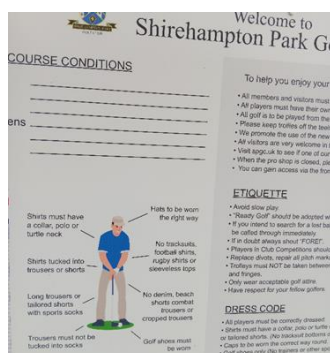 Welcome to
Shirehampton Park G
COURSE CONDITIONS
ens
Shirts must have
a collar, polo or
turtle neck
Shirts tucked into
trousers or shorts
Long trousers or
tailored shorts
with sports socks
Trousers must not be
tucked into socks
Hats to be worn
the right way
No tracksuits,
football shirts,
rugby shirts or
sleeveless tops
No denim, beach
shorts combat
trousers or
cropped trousers
Golf shoes must
be worn
To help you enjoy your
• All members and visitors must
• All players must have their own
• All golf is to be played from the
• Please keep trolleys off the tee
• We promote the use of the new
• All visitors are very welcome in
• Visit spgc.uk to see if one of our
• When the pro shop is closed, ple
• You can gain access via the front
ETIQUETTE
• Avoid slow play
• "Ready Golf" should be adopted w
• If you intend to search for a lost ba
be called through immediately
• If in doubt always shout "FORE!".
• Players in Club Competitions should
• Replace divots, repair all pitch mark
• Trolleys must NOT be taken between
and fringes.
• Only wear acceptable golf attire
• Have respect for your fellow golfers
DRESS CODE
• All players must be correctly dressed
• Shirts must have a collar, polo or turtle
or tailored shorts. (No tracksuit bottoms o
• Caps to be worn the correct way round
• Golf shoes only (No trainers or other spo